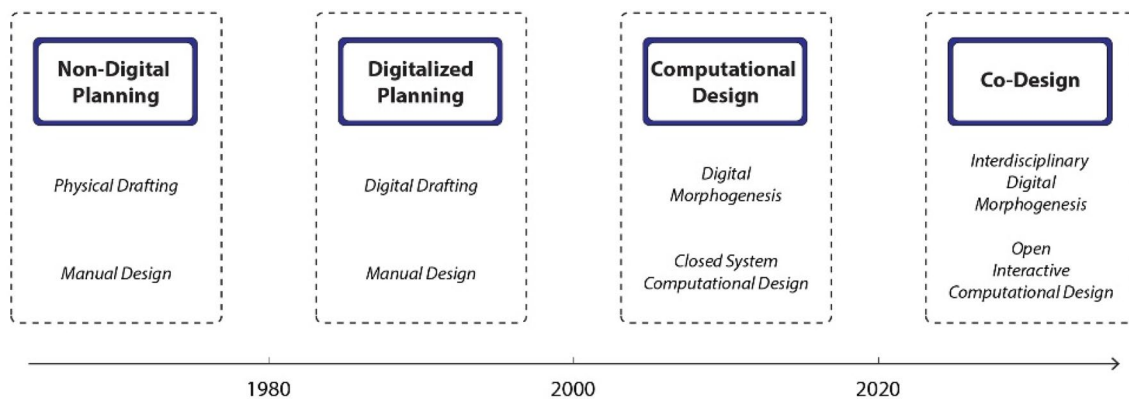 Non-Digital
Planning
Physical Drafting
Manual Design
Digitalized
Planning
Digital Drafting
Manual Design
Computational
Design
Digital
Morphogenesis
Closed System
Computational Design
Co-Design
Interdisciplinary
Digital
Morphogenesis
Open
Interactive
Computational Design
1980
2000
2020